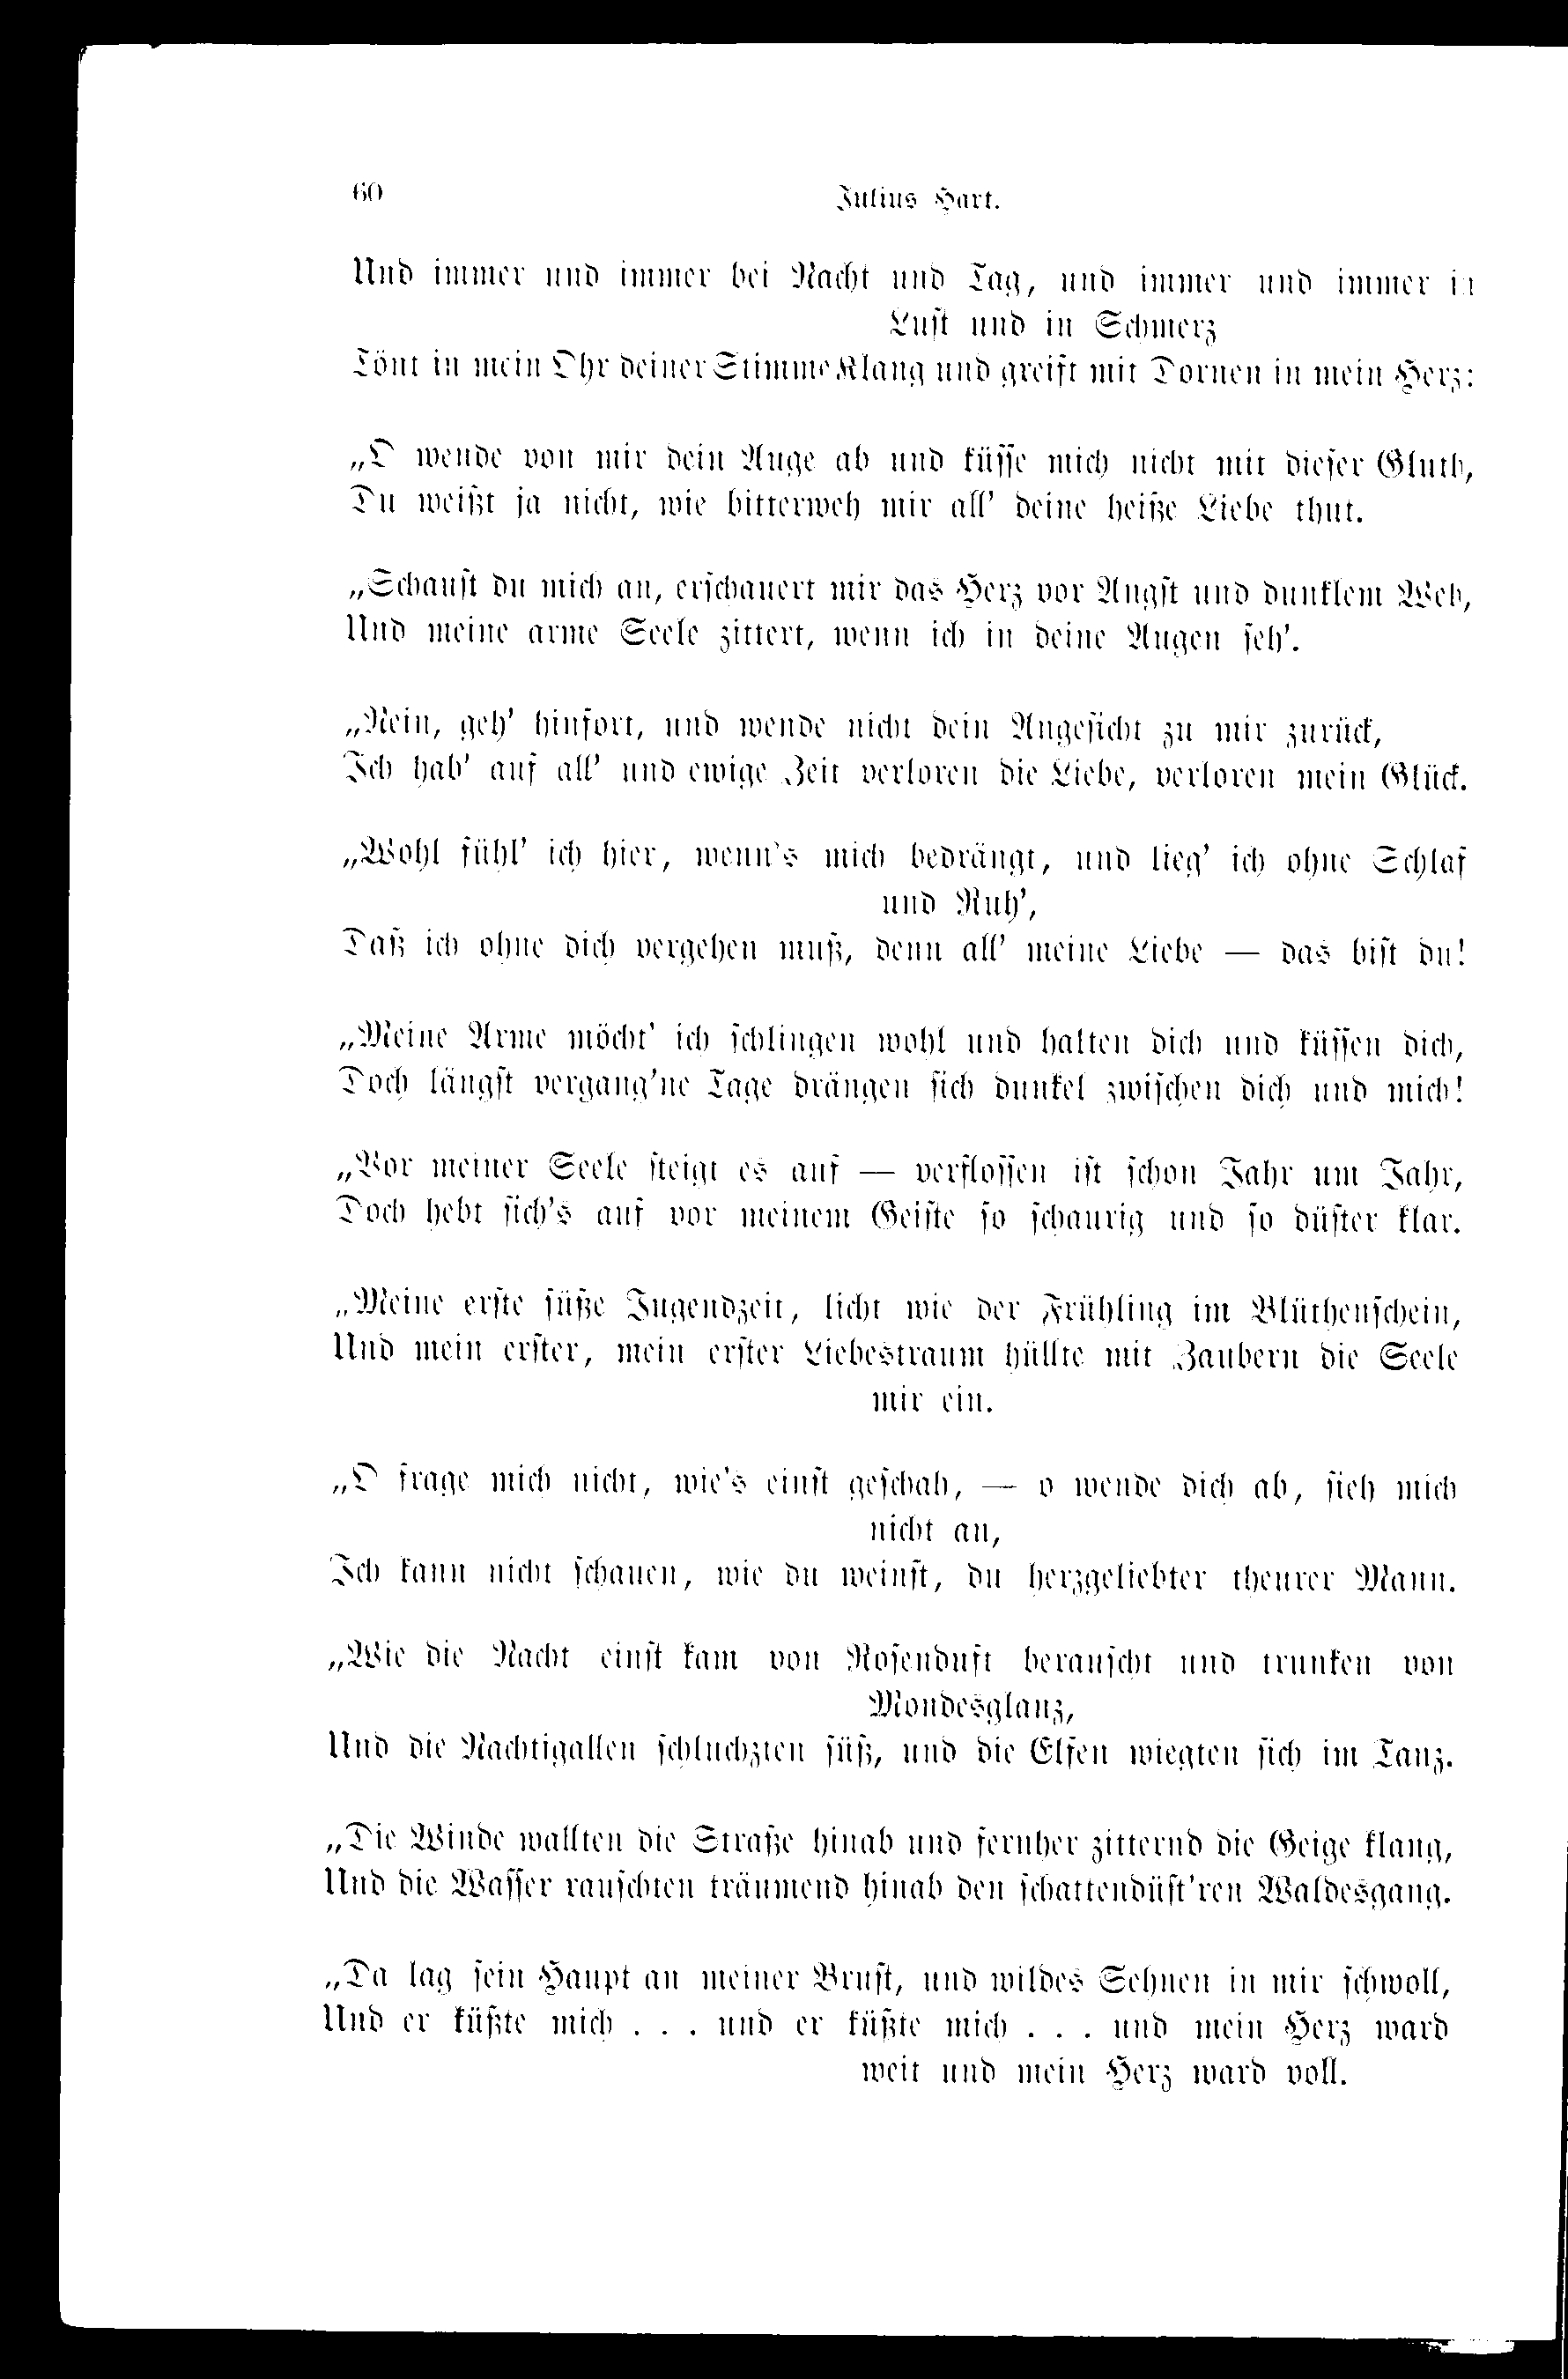 60
Julius Hart.
Und immer und immer bei Nacht und Tag, und immer und immer in
Lust und in Schmerz
Tönt in mein Ohr deiner Stimme Klang und greift mit Dornen in mein Herz:
„O wende von mir dein Auge ab und küsse mich nicht mit dieser Gluth,
Du weißt ja nicht, wie bitterweh mir all' deine heiße Liebe thut.
„Schaust du mich an, erschauert mir das Herz vor Angst und dunklem Weh,
Und meine arme Seele zittert, wenn ich in deine Augen seh'.
„Nein, geh' hinfort, und wende nicht dein Angesicht zu mir zurück,
Ich hab' auf all' und ewige Zeit verloren die Liebe, verloren mein Glück.
„Wohl fühl' ich hier, wenn's mich bedrängt, und lieg' ich ohne Schlaf
und Ruh',
Daß ich ohne dich vergehen muß, denn all' meine Liebe — das bist du!
„Meine Arme möcht' ich schlingen wohl und halten dich und küssen dich,
Doch längst vergang'ne Tage drängen sich dunkel zwischen dich und mich!
„Vor meiner Seele steigt es auf — verflossen ist schon Jahr um Jahr,
Doch hebt sich's auf vor meinem Geiste so schaurig und so düster klar.
„Meine erste süße Jugendzeit, licht wie der Frühling im Blüthenschein,
Und mein erster, mein erster Liebestraum hüllte mit Zaubern die Seele
mir ein.
„O frage mich nicht, wie's einst geschah, — o wende dich ab, sieh mich
nicht an,
Ich kann nicht schauen, wie du weinst, du herzgeliebter theurer Mann.
„Wie die Nacht einst kam von Rosenduft berauscht und trunken von
Mondesglanz,
Und die Nachtigallen schluchzten süß, und die Elfen wiegten sich im Tanz.
„Die Winde wallten die Straße hinab und fernher zitternd die Geige klang,
Und die Wasser rauschten träumend hinab den schattendüst'ren Waldesgang.
„Da lag sein Haupt an meiner Brust, und wildes Sehnen in mir schwoll,
Und er küßte mich . . . und er küßte mich . . . und mein Herz ward
weit und mein Herz ward voll.